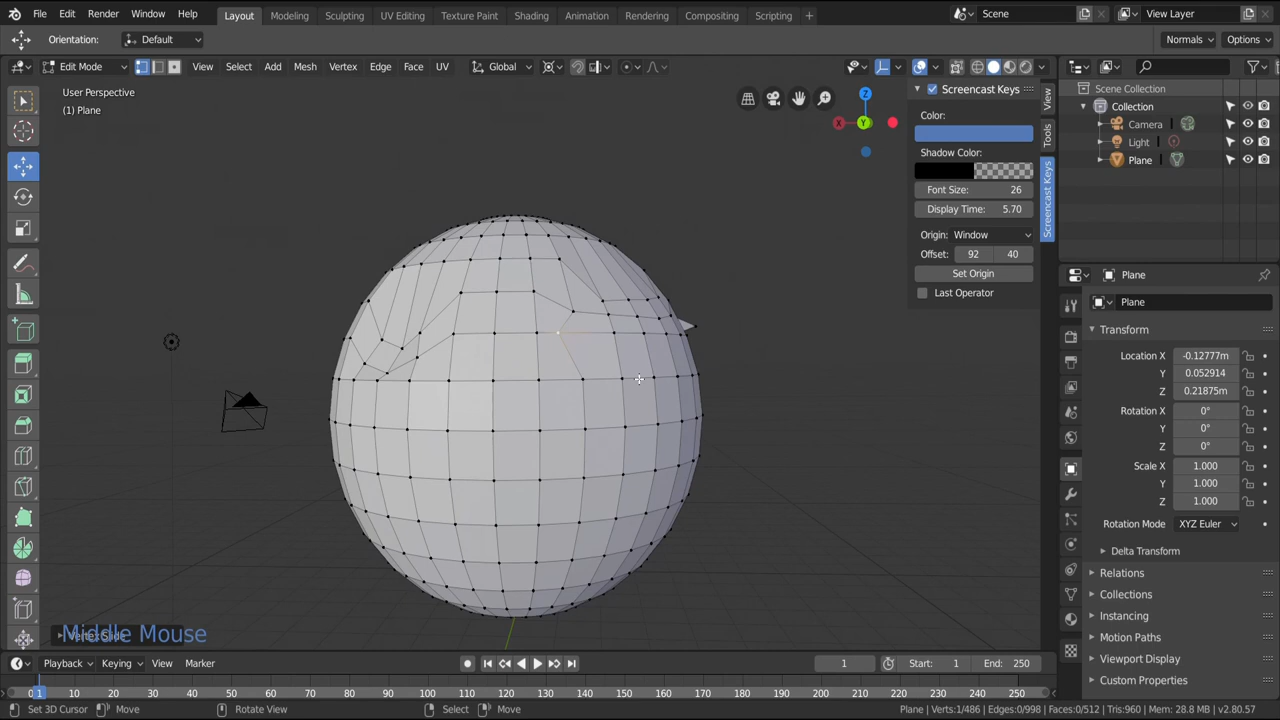 File Edit Render Window Help Layout Modeling Sculpting UV Editing Texture Paint Shading Animation Rendering Compositing Scripting + Scene View Layer
Orientation: Default Normals Options
Edit Mode View Select Add Mesh Vertex Edge Face UV Global
User Perspective
(1) Plane
Z
X
Y
Screencast Keys
Color:
Shadow Color:
Font Size: 26
Display Time: 5.70
Origin: Window
Offset: 92 40
Set Origin
Last Operator
View
Tools
Screencast Keys
Scene Collection
Collection
Camera
Light
Plane
Plane
Plane
Transform
Location X -0.12777m
Y 0.052914
Z 0.21875m
Rotation X 0°
Y 0°
Z 0°
Scale X 1.000
Y 1.000
Z 1.000
Rotation Mode XYZ Euler
Delta Transform
Relations
Collections
Instancing
Motion Paths
Viewport Display
Custom Properties
Middle Mouse
Playback Keying View Marker 1 Start: 1 End: 250
0 1 10 20 30 40 50 60 70 80 90 100 110 120 130 140 150 160 170 180 190 200 210 220 230 240 250
Set 3D Cursor Move Rotate View Select Move Plane | Verts:1/486 | Edges:0/998 | Faces:0/512 | Tris:960 | Mem: 28.8 MB | v2.80.57